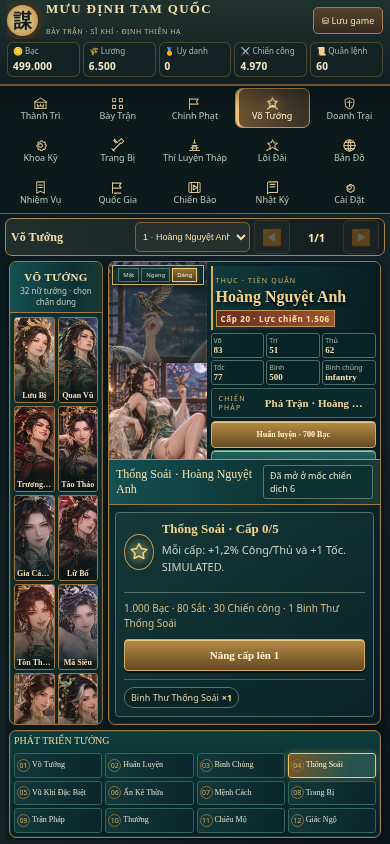 謀
MƯU ĐỊNH TAM QUỐC
BÀY TRẬN · SĨ KHÍ · ĐỊNH THIÊN HẠ
Lưu game
Bạc
499.000
Lương
6.500
Uy danh
0
Chiến công
4.970
Quân lệnh
60
Thành Trì
Bày Trận
Chinh Phạt
Võ Tướng
Doanh Trại
Khoa Kỹ
Trang Bị
Thí Luyện Tháp
Lôi Đài
Bản Đồ
Nhiệm Vụ
Quốc Gia
Chiến Báo
Nhật Ký
Cài Đặt
Võ Tướng
1 - Hoàng Nguyệt Anh
1/1
VÕ TƯỚNG
32 nữ tướng · chọn
chân dung
Lưu Bị
Quan Vũ
Trương…
Tào Tháo
Gia Cá…
Lữ Bố
Tôn Th…
Mã Siêu
Mặt
Ngang
Dáng
THỤC · TIÊN QUÂN
Hoàng Nguyệt Anh
Cấp 20 · Lực chiến 1.506
Võ
83
Trí
51
Thủ
62
Tốc
77
Binh
500
Binh chủng
infantry
CHIẾN
PHÁP
Phá Trận · Hoàng …
Huấn luyện · 700 Bạc
Thống Soái · Hoàng Nguyệt
Anh
Đã mở ở mốc chiến
dịch 6
Thống Soái · Cấp 0/5
Mỗi cấp: +1,2% Công/Thủ và +1 Tốc.
SIMULATED.
1.000 Bạc · 80 Sắt · 30 Chiến công · 1 Binh Thư
Thống Soái
Nâng cấp lên 1
Binh Thư Thống Soái ×1
PHÁT TRIỂN TƯỚNG
01 Võ Tướng
02 Huấn Luyện
03 Binh Chủng
04 Thống Soái
05 Vũ Khí Đặc Biệt
06 Ấn Kế Thừa
07 Mệnh Cách
08 Trang Bị
09 Trận Pháp
10 Thưởng
11 Chiêu Mộ
12 Giác Ngộ